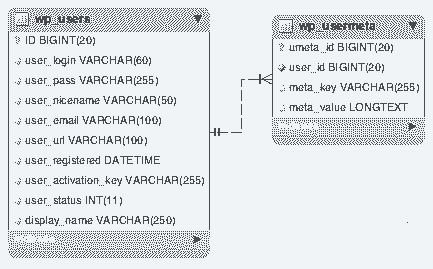 wp_users
ID BIGINT(20)
user_login VARCHAR(60)
user_pass VARCHAR(255)
user_nicename VARCHAR(50)
user_email VARCHAR(100)
user_url VARCHAR(100)
user_registered DATETIME
user_activation_key VARCHAR(255)
user_status INT(11)
display_name VARCHAR(250)
wp_usermeta
umeta_id BIGINT(20)
user_id BIGINT(20)
meta_key VARCHAR(255)
meta_value LONGTEXT